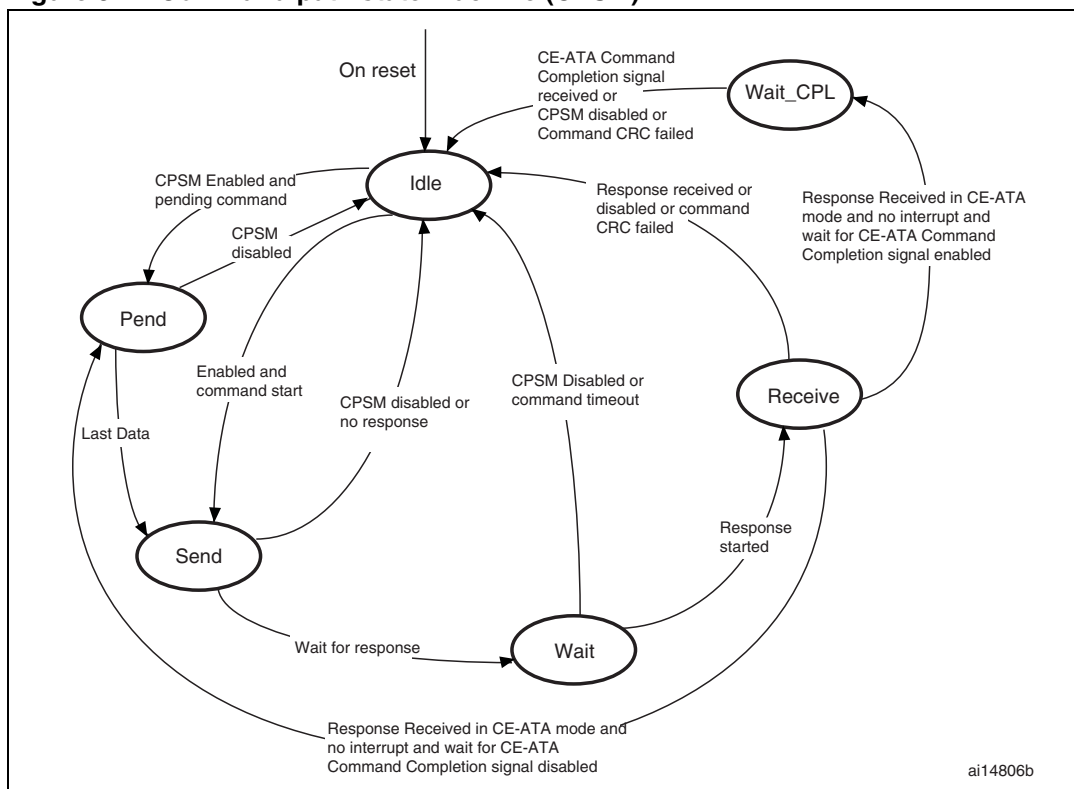 On reset
CE-ATA Command
Completion signal
received or
CPSM disabled or
Command CRC failed
Wait_CPL
Idle
CPSM Enabled and
pending command
CPSM
disabled
Response received or
disabled or command
CRC failed
Response Received in CE-ATA
mode and no interrupt and
wait for CE-ATA Command
Completion signal enabled
Pend
Enabled and
command start
CPSM disabled or
no response
CPSM Disabled or
command timeout
Receive
Last Data
Send
Response
started
Wait for response
Wait
Response Received in CE-ATA mode and
no interrupt and wait for CE-ATA
Command Completion signal disabled
ai14806b